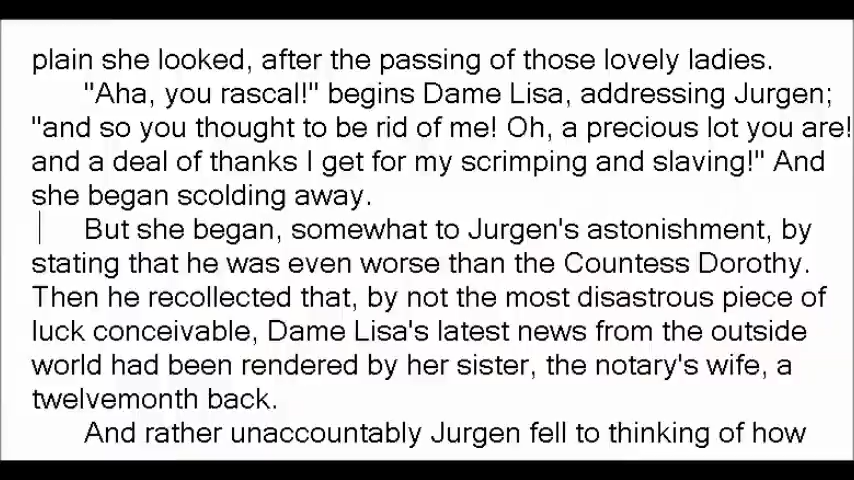 plain she looked, after the passing of those lovely ladies.
"Aha, you rascal!" begins Dame Lisa, addressing Jurgen;
"and so you thought to be rid of me! Oh, a precious lot you are!
and a deal of thanks I get for my scrimping and slaving!" And
she began scolding away.
But she began, somewhat to Jurgen's astonishment, by
stating that he was even worse than the Countess Dorothy.
Then he recollected that, by not the most disastrous piece of
luck conceivable, Dame Lisa's latest news from the outside
world had been rendered by her sister, the notary's wife, a
twelvemonth back.
And rather unaccountably Jurgen fell to thinking of how